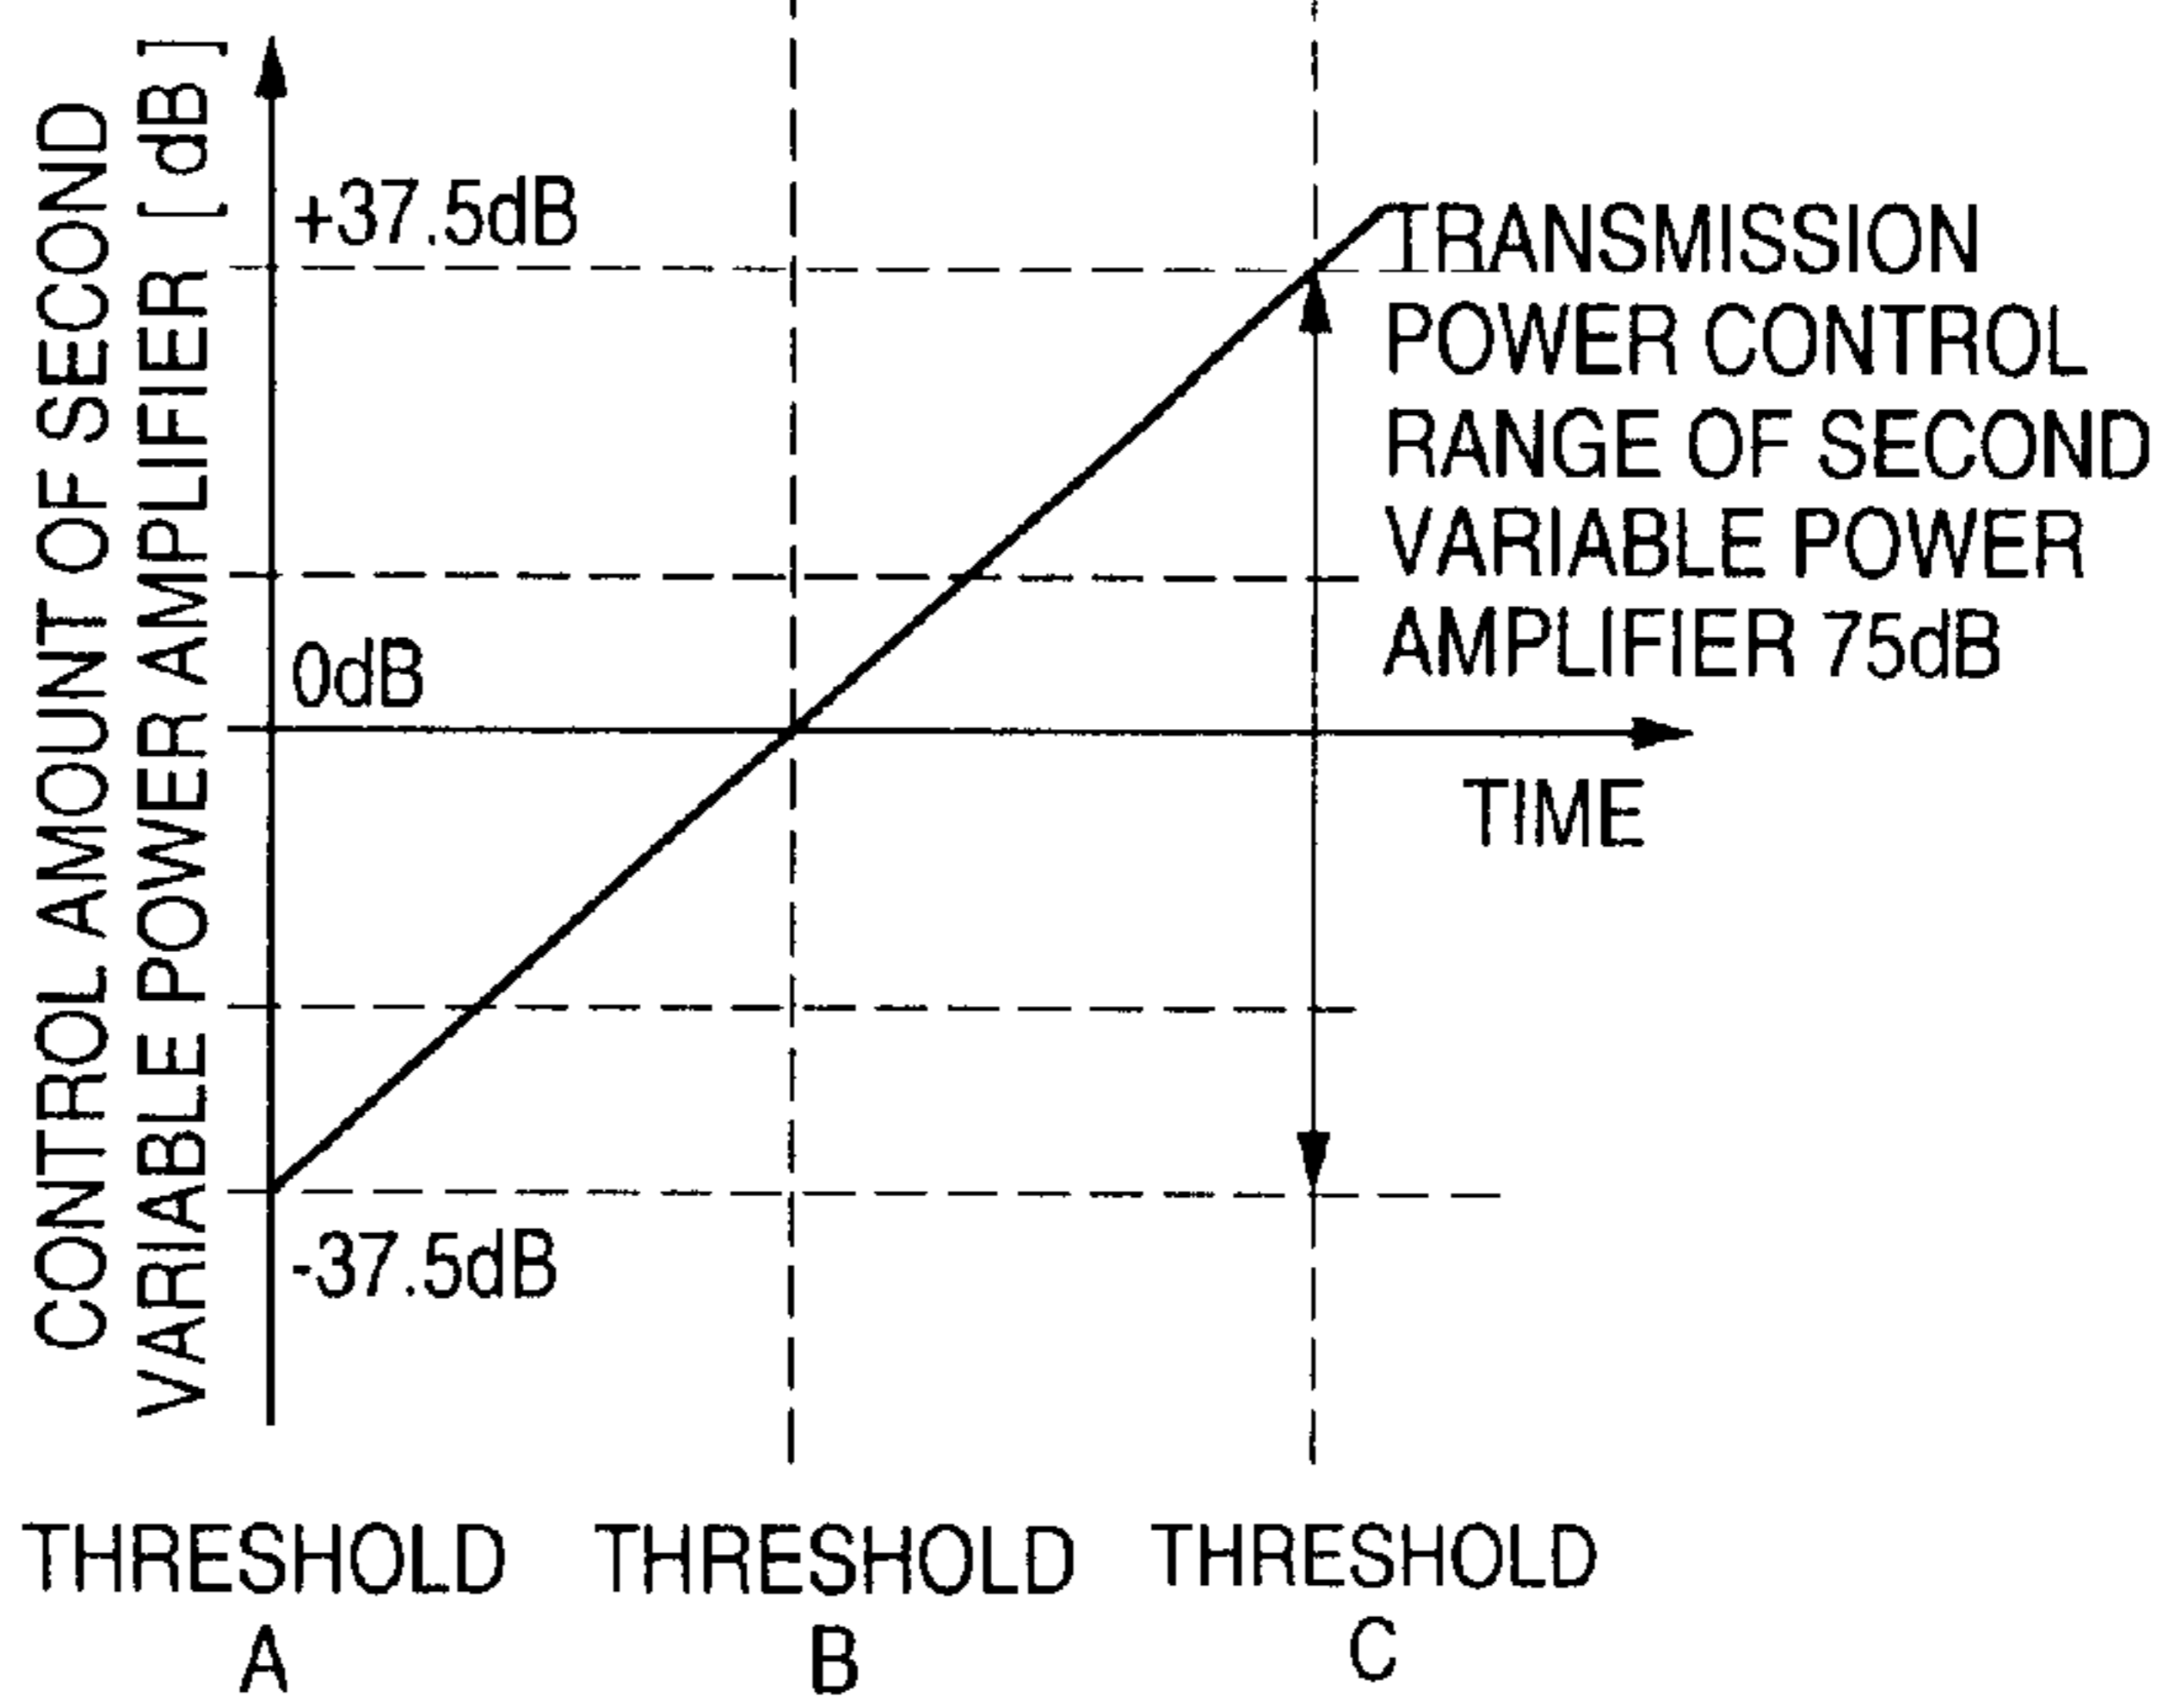 CONTROL AMOUNT OF SECOND
VARIABLE POWER AMPLIFIER [ dB ]
+37.5dB
0dB
-37.5dB
TRANSMISSION
POWER CONTROL
RANGE OF SECOND
VARIABLE POWER
AMPLIFIER 75dB
TIME
THRESHOLD
A
THRESHOLD
B
THRESHOLD
C